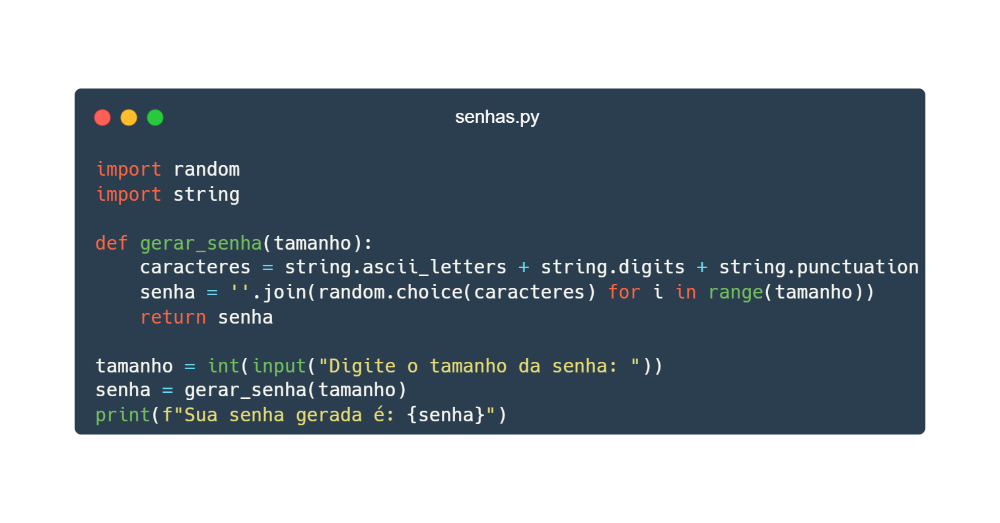 senhas.py
import random
import string
def gerar_senha(tamanho):
    caracteres = string.ascii_letters + string.digits + string.punctuation
    senha = ''.join(random.choice(caracteres) for i in range(tamanho))
    return senha
tamanho = int(input("Digite o tamanho da senha: "))
senha = gerar_senha(tamanho)
print(f"Sua senha gerada é: {senha}")